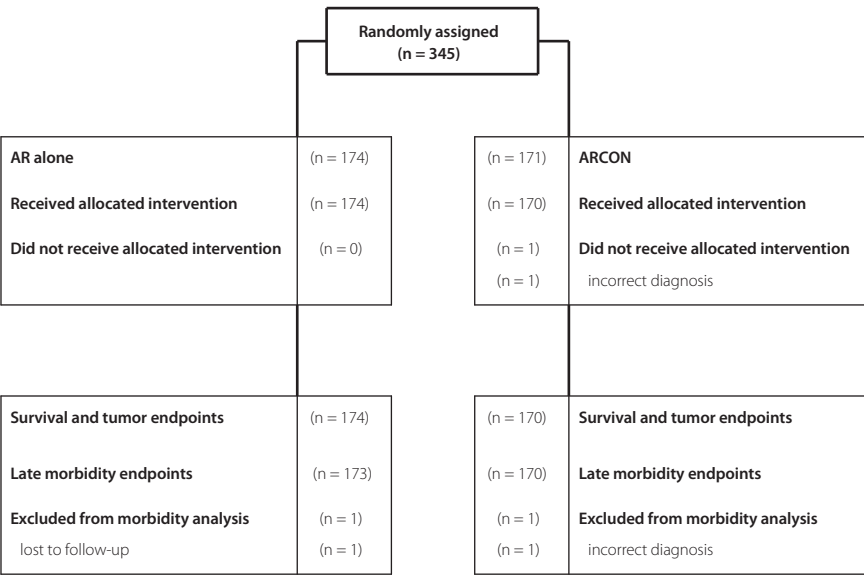 Randomly assigned
(n = 345)
AR alone (n = 174)
Received allocated intervention (n = 174)
Did not receive allocated intervention (n = 0)
(n = 171) ARCON
(n = 170) Received allocated intervention
(n = 1) Did not receive allocated intervention
(n = 1) incorrect diagnosis
Survival and tumor endpoints (n = 174)
Late morbidity endpoints (n = 173)
Excluded from morbidity analysis (n = 1)
lost to follow-up (n = 1)
(n = 170) Survival and tumor endpoints
(n = 170) Late morbidity endpoints
(n = 1) Excluded from morbidity analysis
(n = 1) incorrect diagnosis